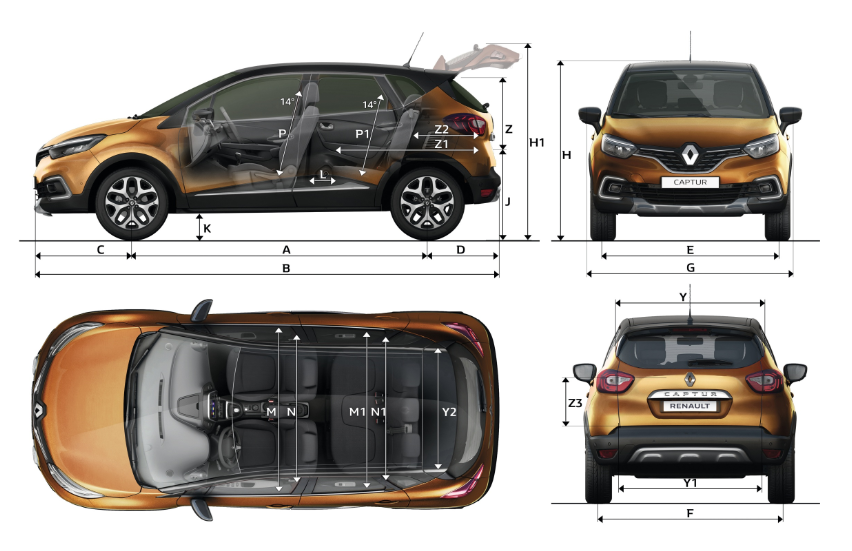 14°
P
14°
P1
Z2
Z1
Z
H1
L
J
K
C
A
D
B
H
CAPTUR
E
G
M
N
M1
N1
Y2
Y
Z3
CAPTUR
RENAULT
Y1
F